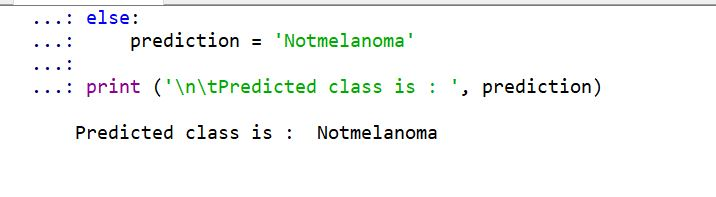 ...: else:
...:     prediction = 'Notmelanoma'
...:
...: print ('\n\tPredicted class is : ', prediction)
Predicted class is :  Notmelanoma